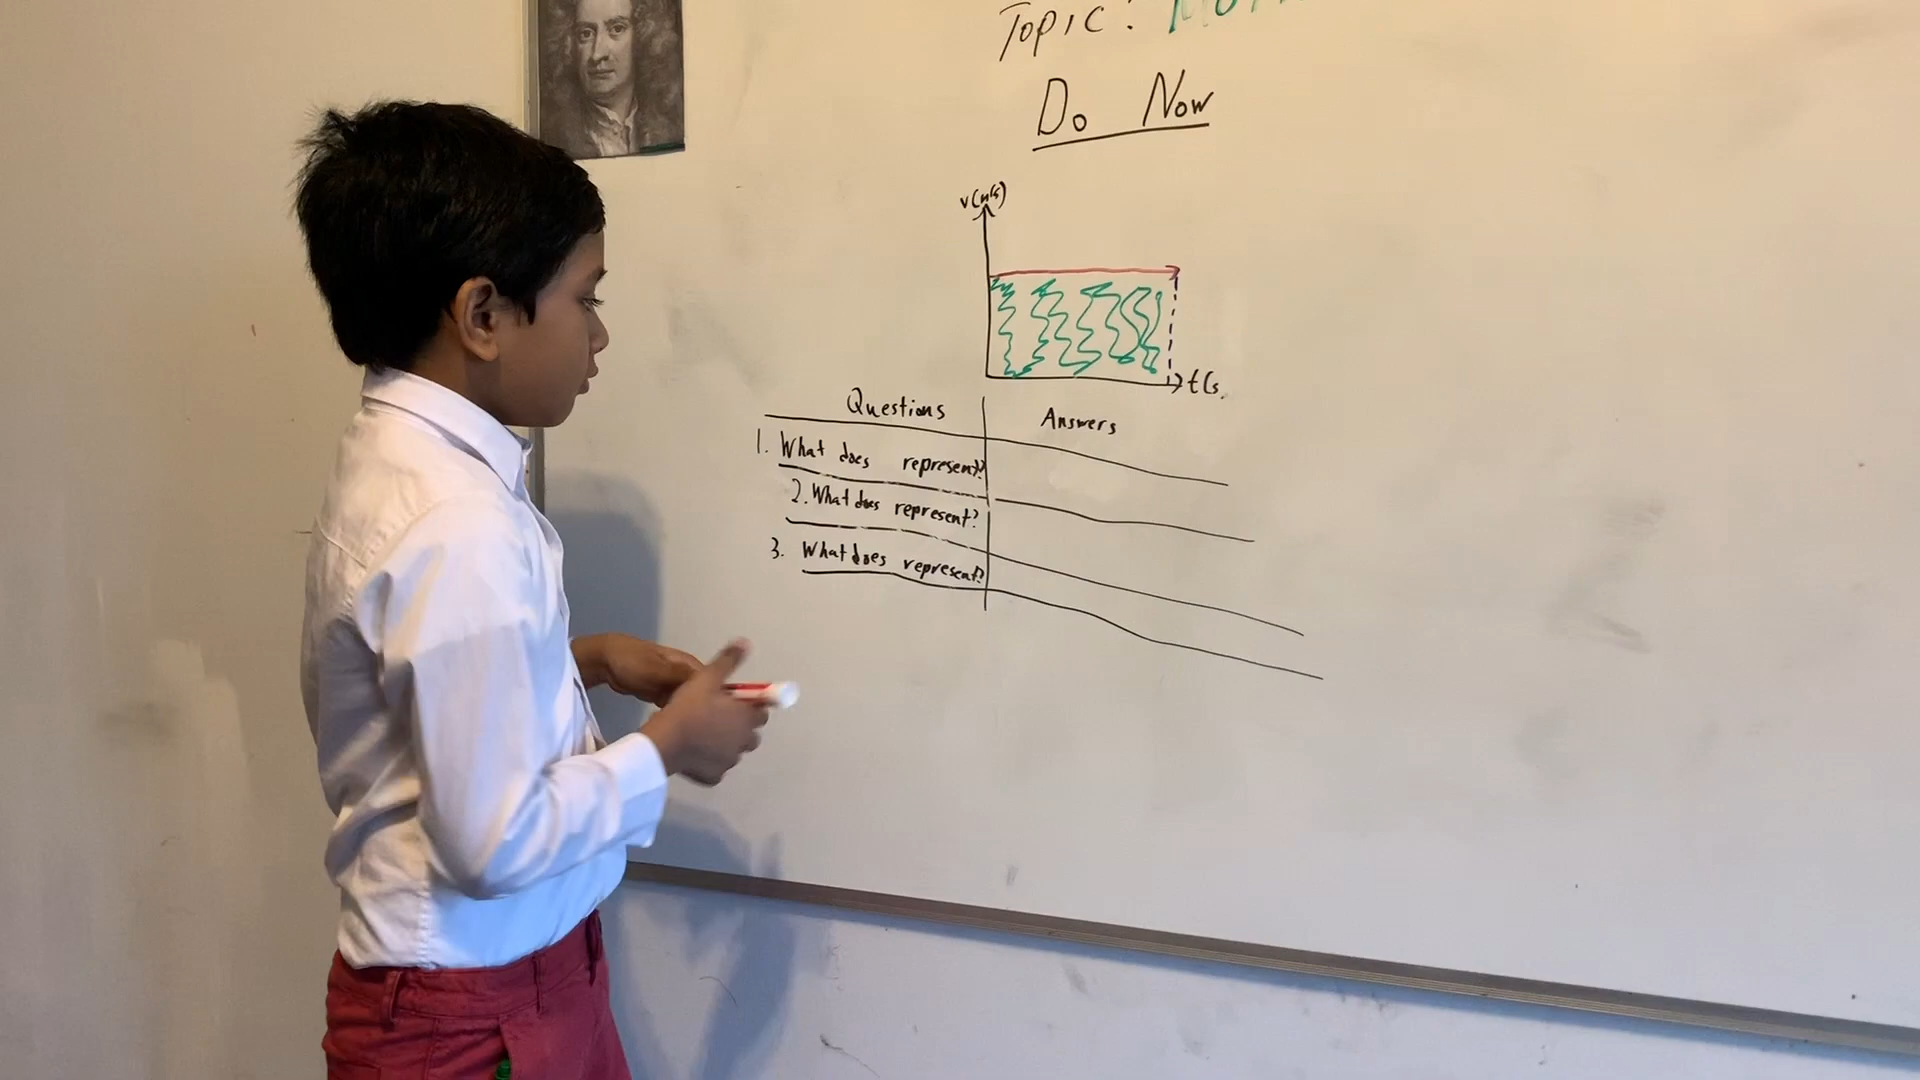 Topic:
Do Now
v(m/s)
t(s
Questions Answers
1. What does represent?
2. What does represent?
3. What does represent?